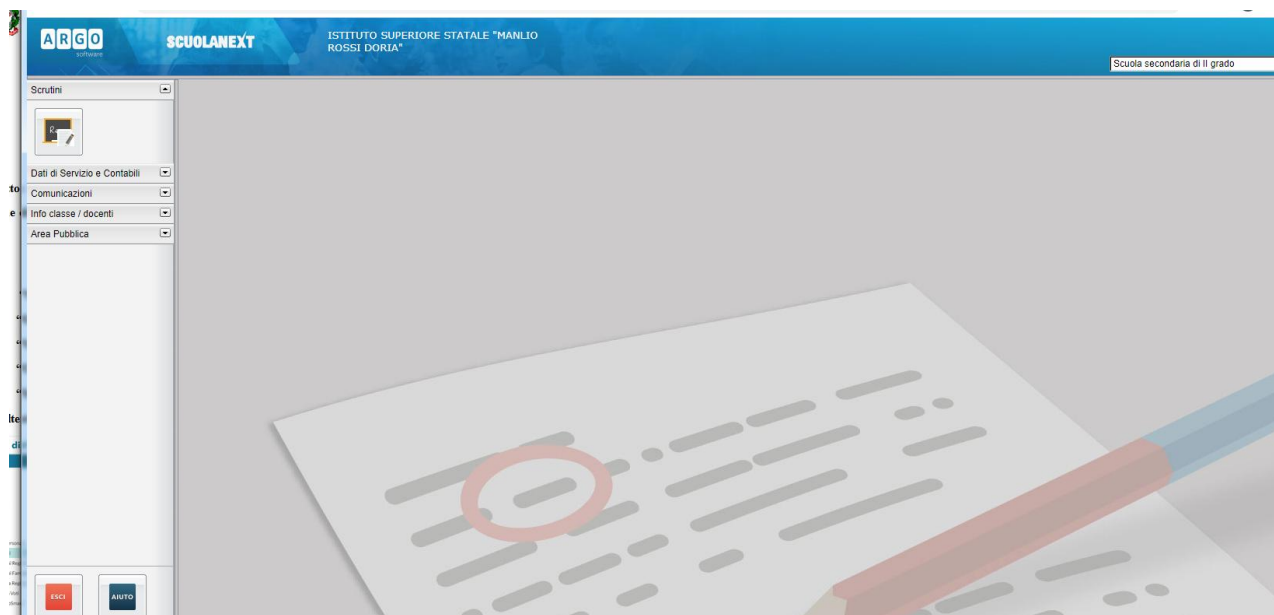 ARGO
software
SCUOLANEXT
ISTITUTO SUPERIORE STATALE "MANLIO
ROSSI DORIA"
Scuola secondaria di II grado
Scrutini
Dati di Servizio e Contabili
Comunicazioni
Info classe / docenti
Area Pubblica
ESCI
AIUTO